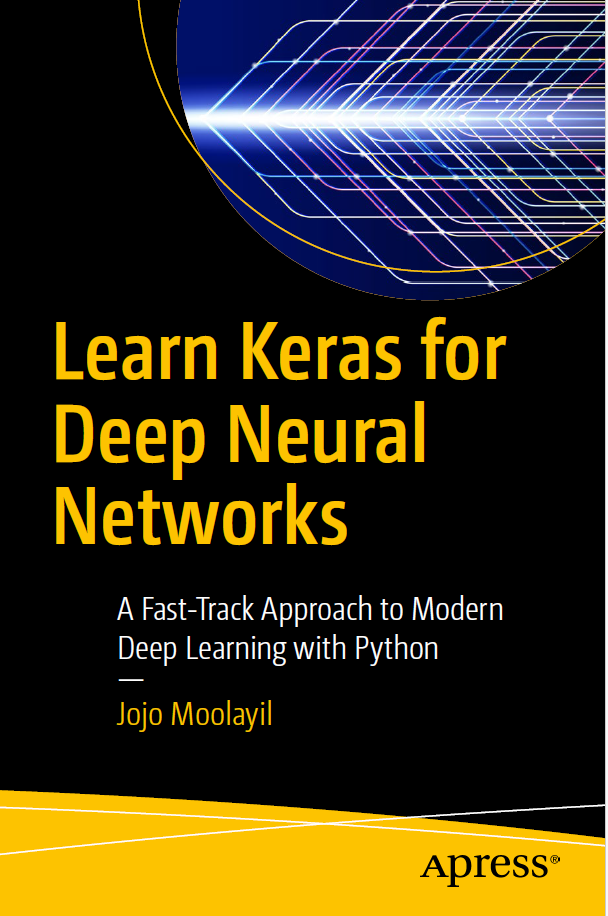 Learn Keras for
Deep Neural
Networks
A Fast-Track Approach to Modern
Deep Learning with Python
—
Jojo Moolayil
Apress®